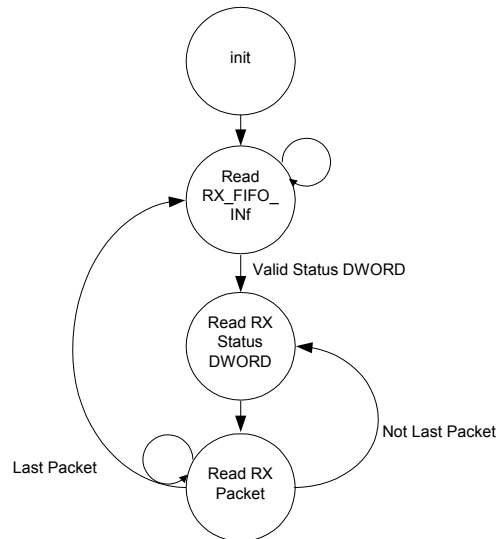 init
Read
RX_FIFO_
INf
Valid Status DWORD
Read RX
Status
DWORD
Not Last Packet
Last Packet
Read RX
Packet